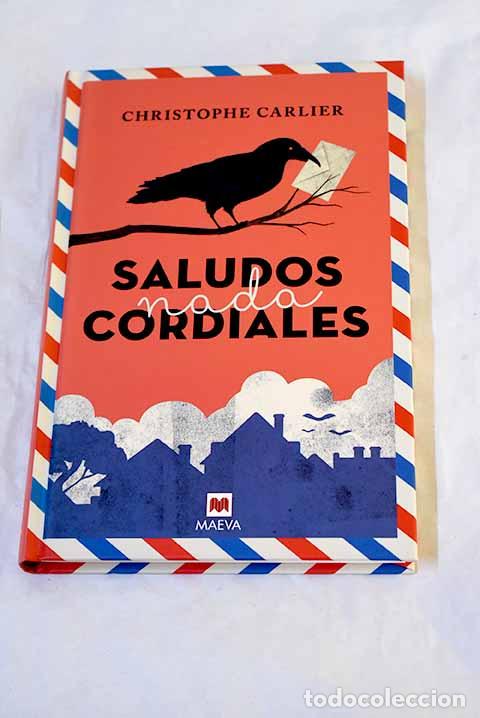 CHRISTOPHE CARLIER
SALUDOS
nada
CORDIALES
MAEVA
todocoleccion